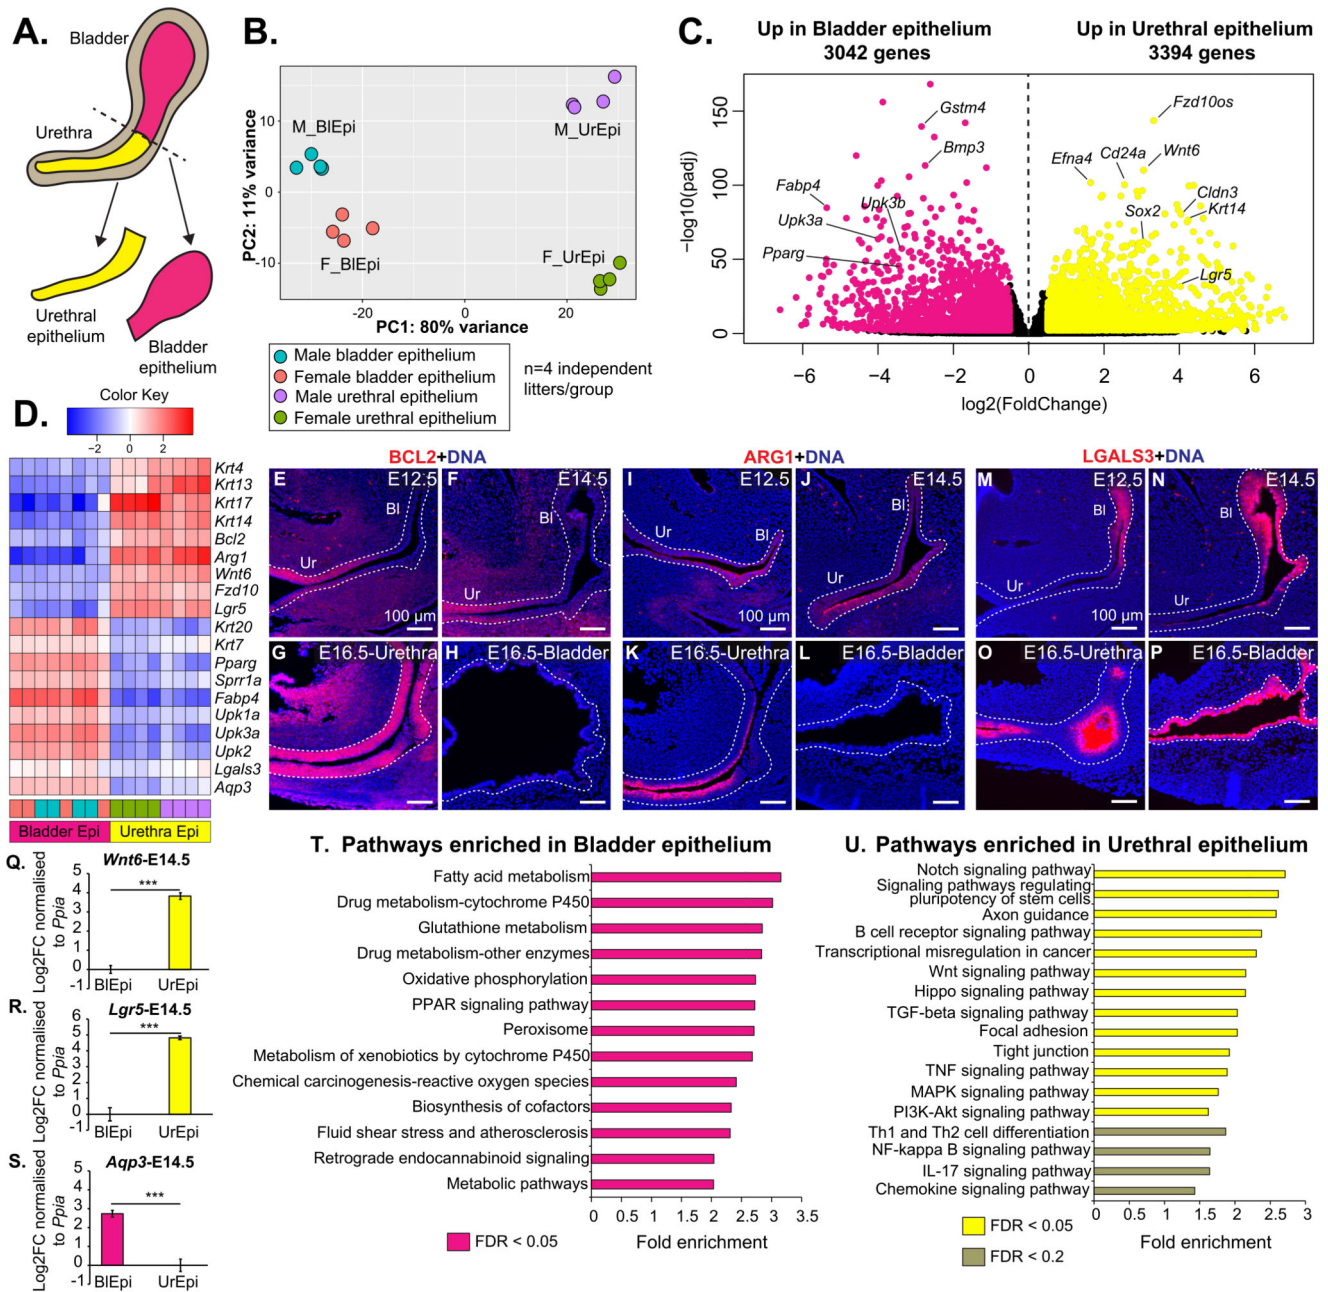 A.
Bladder
Urethra
Urethral
epithelium
Bladder
epithelium
B.
PC2: 11% variance
10
0
-10
M_BlEpi
M_UrEpi
F_BlEpi
F_UrEpi
-20
0
20
PC1: 80% variance
Male bladder epithelium
Female bladder epithelium
Male urethral epithelium
Female urethral epithelium
n=4 independent
litters/group
C.
Up in Bladder epithelium
3042 genes
Up in Urethral epithelium
3394 genes
−log10(padj)
150
100
50
0
Gstm4
Bmp3
Fabp4
Upk3b
Upk3a
Pparg
Fzd10os
Efna4
Cd24a
Wnt6
Cldn3
Sox2
Krt14
Lgr5
−6
−4
−2
0
2
4
6
log2(FoldChange)
D.
Color Key
−2
0
2
Krt4
Krt13
Krt17
Krt14
Bcl2
Arg1
Wnt6
Fzd10
Lgr5
Krt20
Krt7
Pparg
Sprr1a
Fabp4
Upk1a
Upk3a
Upk2
Lgals3
Aqp3
Bladder Epi
Urethra Epi
BCL2+DNA
ARG1+DNA
LGALS3+DNA
E
E12.5
Bl
Ur
100 µm
F
E14.5
Bl
Ur
I
E12.5
Bl
Ur
100 µm
J
E14.5
Bl
Ur
M
E12.5
Bl
Ur
100 µm
N
E14.5
Bl
Ur
G
E16.5-Urethra
H
E16.5-Bladder
K
E16.5-Urethra
L
E16.5-Bladder
O
E16.5-Urethra
P
E16.5-Bladder
Q.
Wnt6-E14.5
Log2FC normalised
to Ppia
5
4
3
2
1
0
-1
***
BlEpi
UrEpi
R.
Lgr5-E14.5
Log2FC normalised
to Ppia
6
5
4
3
2
1
0
-1
***
BlEpi
UrEpi
S.
Aqp3-E14.5
Log2FC normalised
to Ppia
4
3
2
1
0
-1
***
BlEpi
UrEpi
T. Pathways enriched in Bladder epithelium
Fatty acid metabolism
Drug metabolism-cytochrome P450
Glutathione metabolism
Drug metabolism-other enzymes
Oxidative phosphorylation
PPAR signaling pathway
Peroxisome
Metabolism of xenobiotics by cytochrome P450
Chemical carcinogenesis-reactive oxygen species
Biosynthesis of cofactors
Fluid shear stress and atherosclerosis
Retrograde endocannabinoid signaling
Metabolic pathways
0 0.5 1 1.5 2 2.5 3 3.5
Fold enrichment
FDR < 0.05
U. Pathways enriched in Urethral epithelium
Notch signaling pathway
Signaling pathways regulating
pluripotency of stem cells
Axon guidance
B cell receptor signaling pathway
Transcriptional misregulation in cancer
Wnt signaling pathway
Hippo signaling pathway
TGF-beta signaling pathway
Focal adhesion
Tight junction
TNF signaling pathway
MAPK signaling pathway
PI3K-Akt signaling pathway
Th1 and Th2 cell differentiation
NF-kappa B signaling pathway
IL-17 signaling pathway
Chemokine signaling pathway
0 0.5 1 1.5 2 2.5 3
Fold enrichment
FDR < 0.05
FDR < 0.2